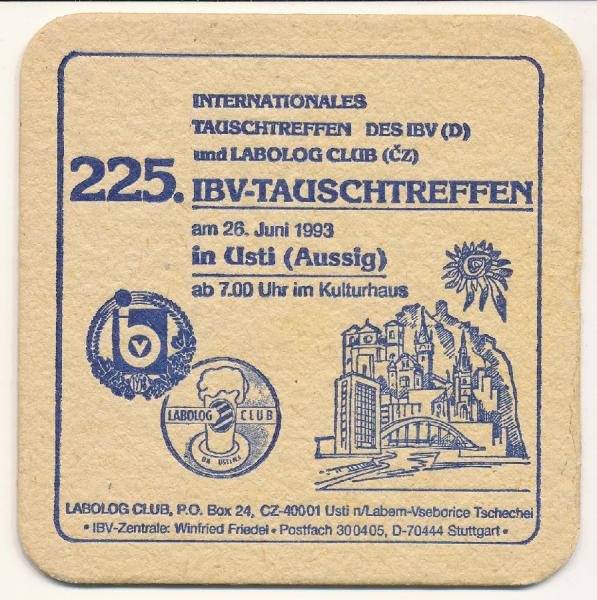 INTERNATIONALES
TAUSCHTREFFEN DES IBV (D)
und LABOLOG CLUB (ČZ)
225. IBV-TAUSCHTREFFEN
am 26. Juni 1993
in Usti (Aussig)
ab 7.00 Uhr im Kulturhaus
ibv
LABOLOG CLUB
LABOLOG CLUB, P.O. Box 24, CZ-40001 Usti n/Labem-Vseborice Tschechei
• IBV-Zentrale: Winfried Friedel • Postfach 300405, D-70444 Stuttgart •